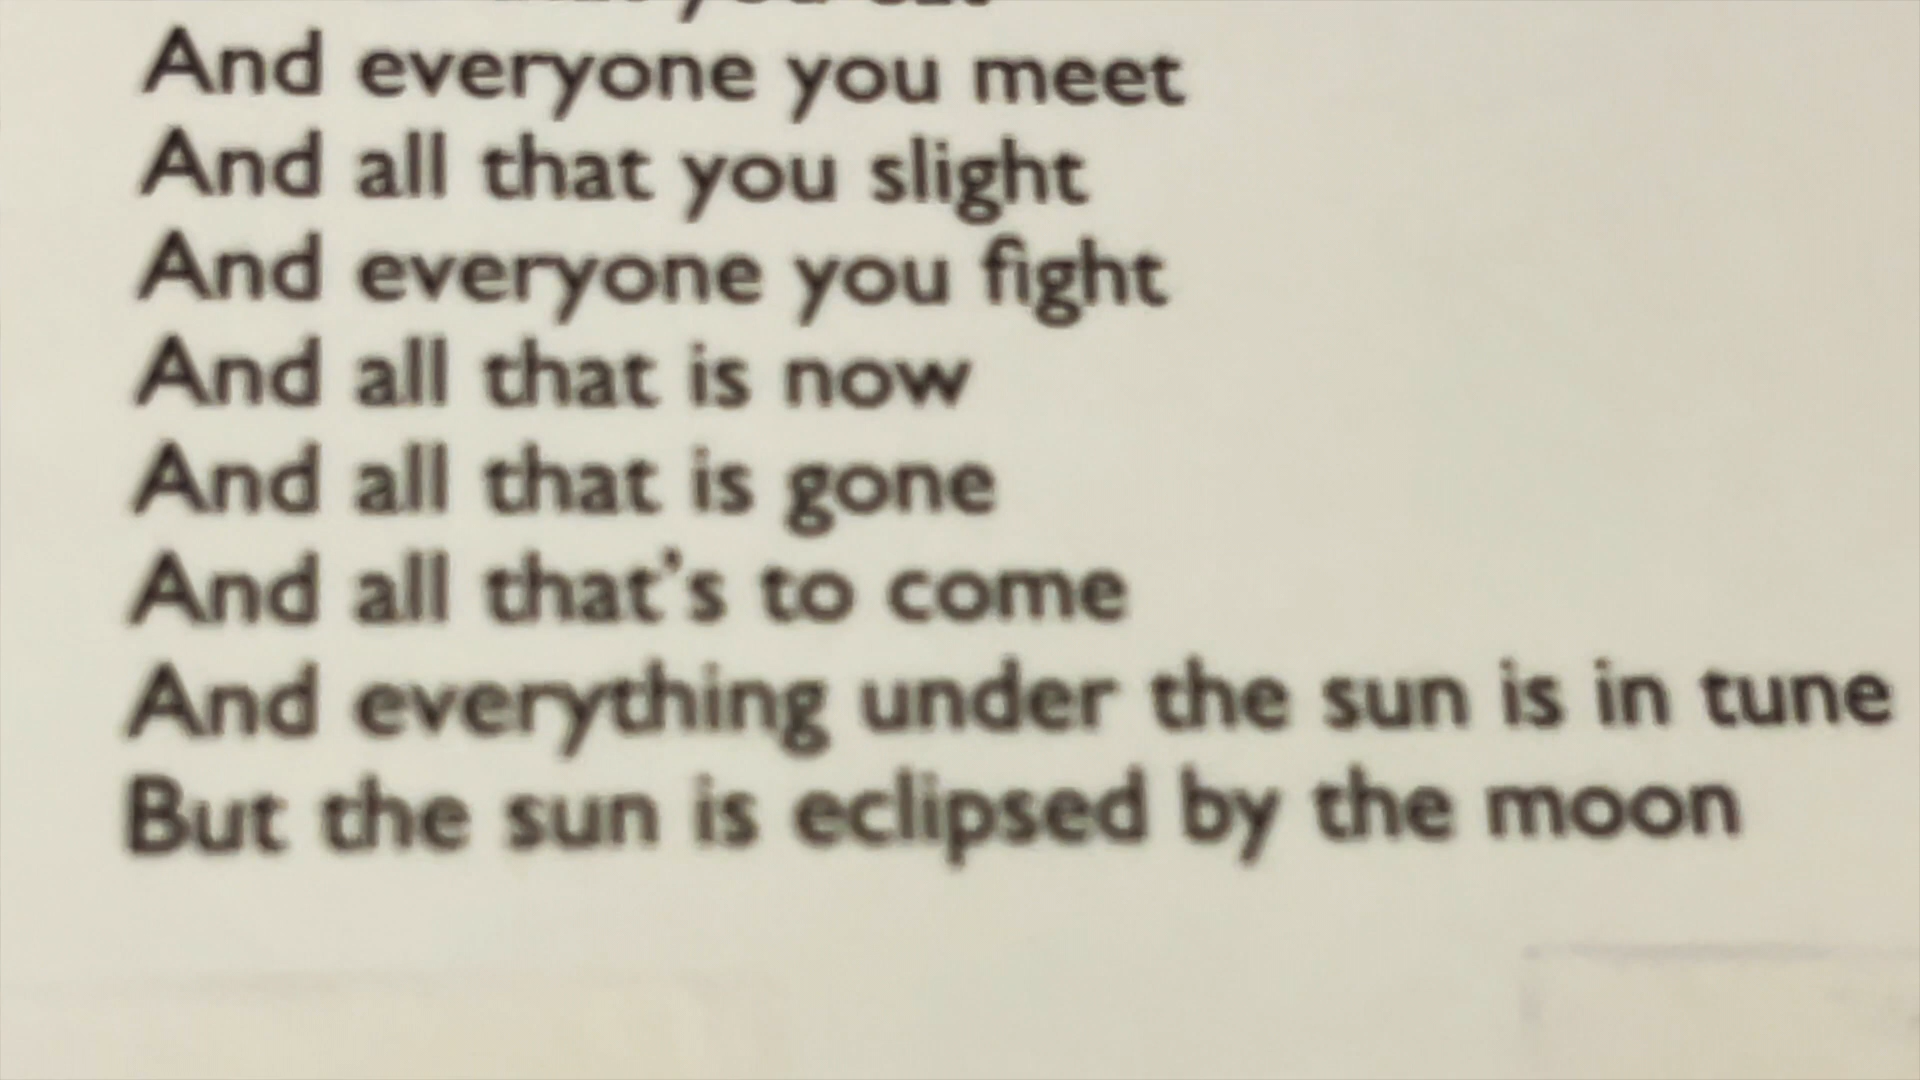 And everyone you meet
And all that you slight
And everyone you fight
And all that is now
And all that is gone
And all that's to come
And everything under the sun is in tune
But the sun is eclipsed by the moon